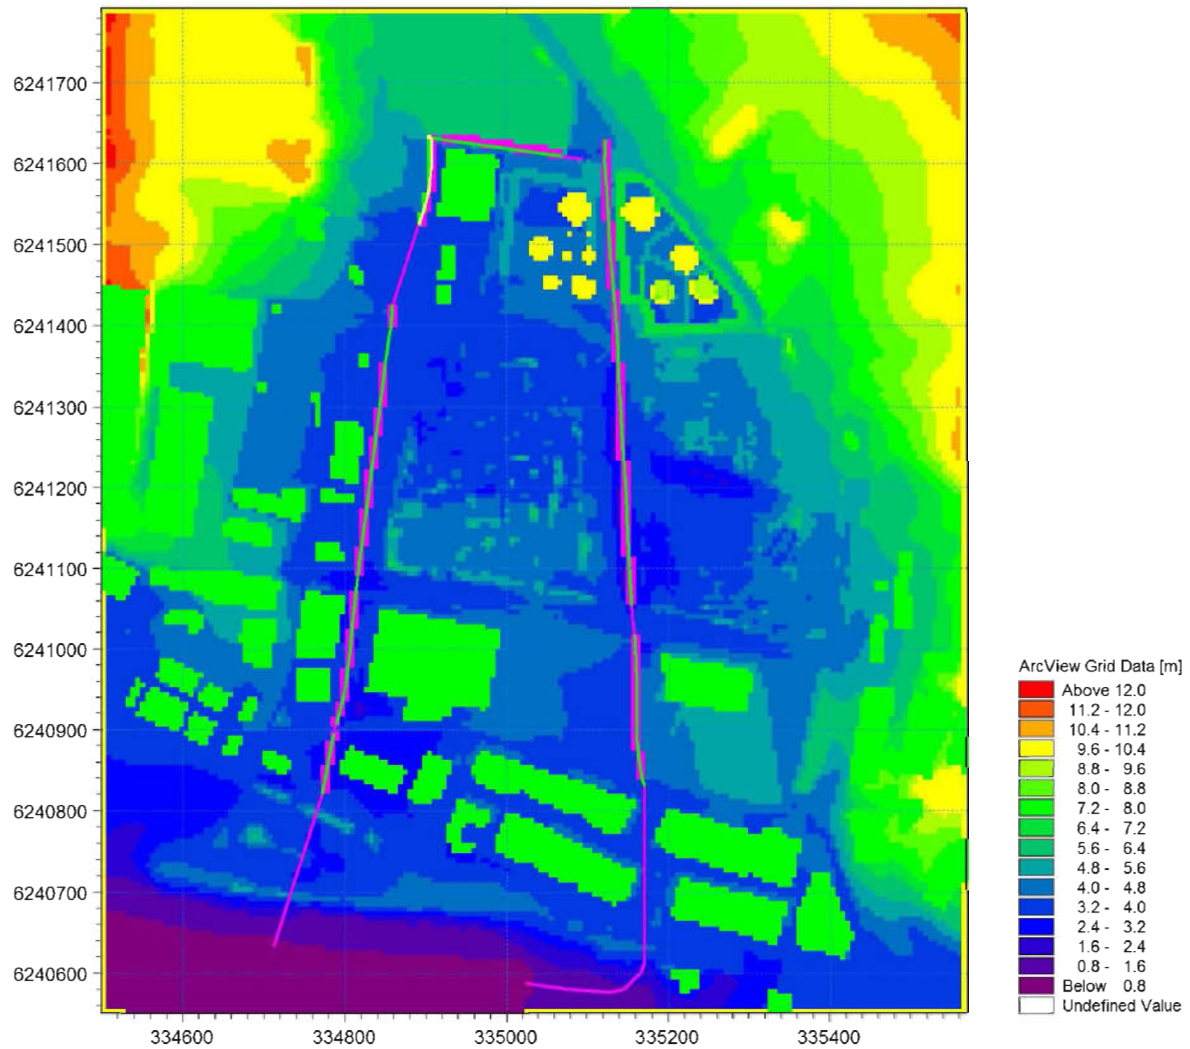 6241700
6241600
6241500
6241400
6241300
6241200
6241100
6241000
6240900
6240800
6240700
6240600
334600 334800 335000 335200 335400
ArcView Grid Data [m]
Above 12.0
11.2 - 12.0
10.4 - 11.2
9.6 - 10.4
8.8 - 9.6
8.0 - 8.8
7.2 - 8.0
6.4 - 7.2
5.6 - 6.4
4.8 - 5.6
4.0 - 4.8
3.2 - 4.0
2.4 - 3.2
1.6 - 2.4
0.8 - 1.6
Below 0.8
Undefined Value